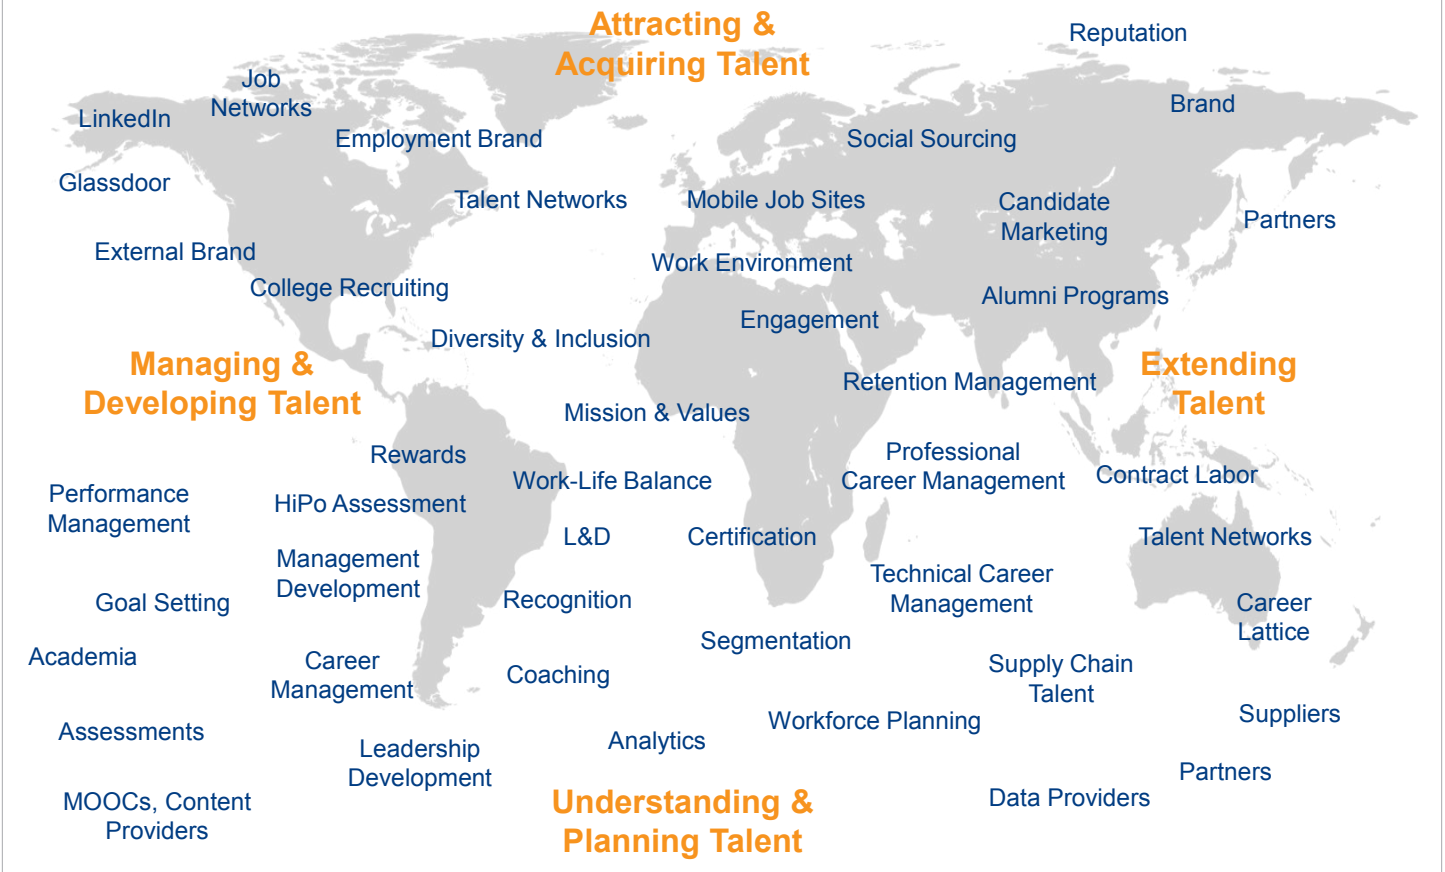 Attracting &
Acquiring Talent
Reputation
Job
Networks
LinkedIn
Brand
Employment Brand
Social Sourcing
Glassdoor
Talent Networks
Mobile Job Sites
Candidate
Marketing
Partners
External Brand
Work Environment
College Recruiting
Alumni Programs
Engagement
Diversity & Inclusion
Managing &
Developing Talent
Extending
Talent
Retention Management
Mission & Values
Rewards
Professional
Career Management
Contract Labor
Work-Life Balance
Performance
Management
HiPo Assessment
L&D
Certification
Talent Networks
Management
Development
Technical Career
Management
Goal Setting
Recognition
Career
Lattice
Segmentation
Academia
Career
Management
Coaching
Supply Chain
Talent
Suppliers
Workforce Planning
Assessments
Analytics
Leadership
Development
Partners
Data Providers
MOOCs, Content
Providers
Understanding &
Planning Talent